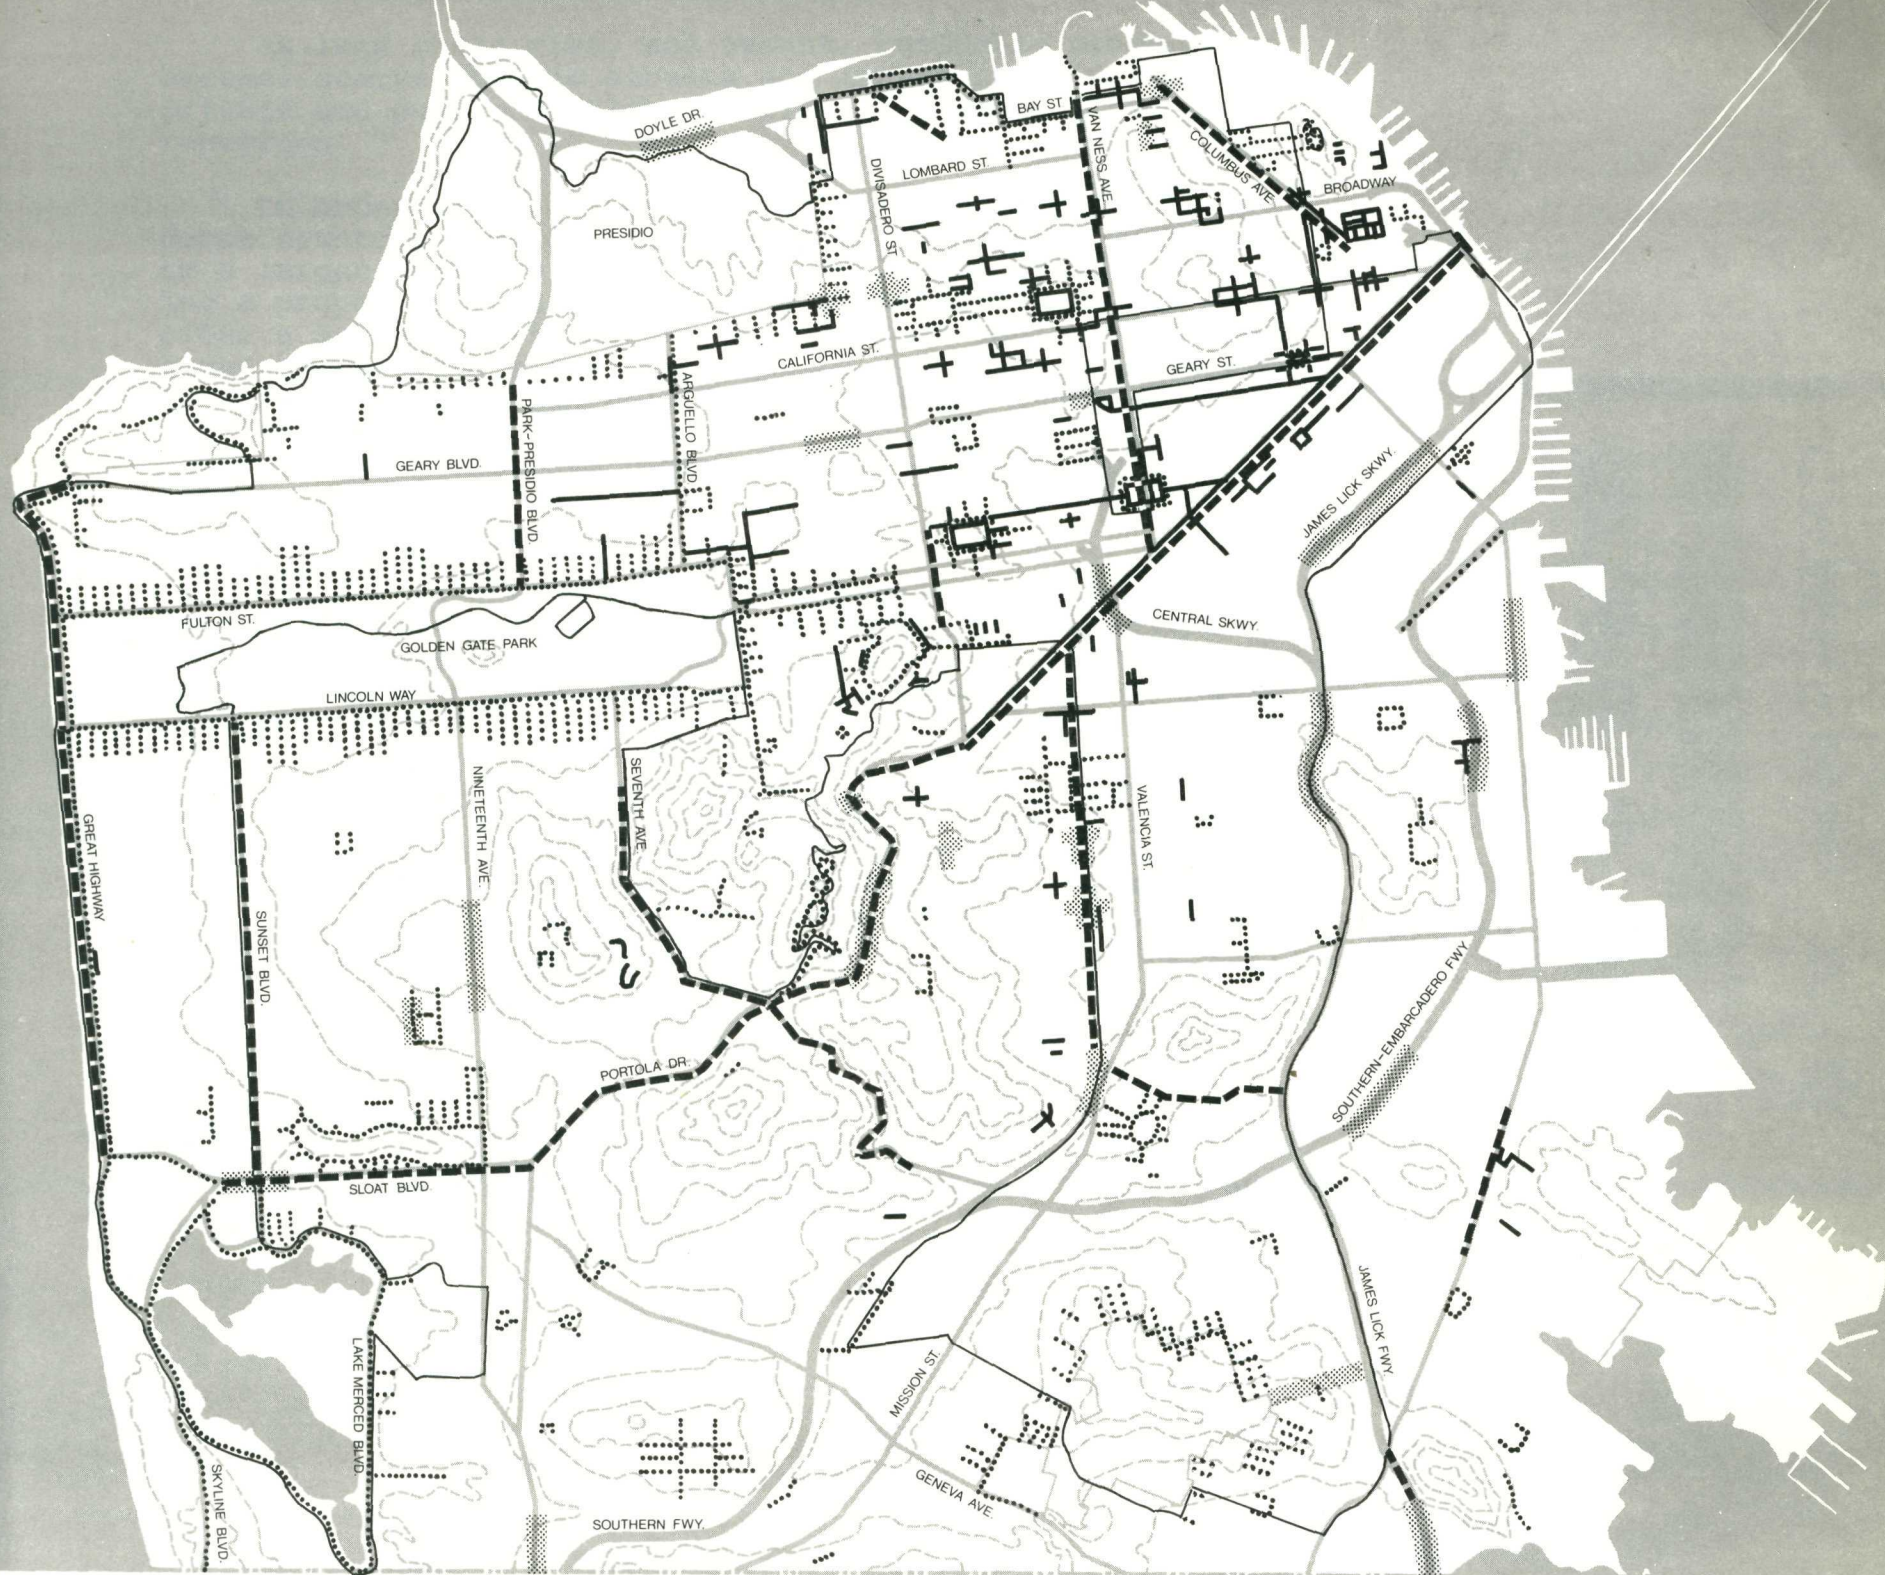 DOYLE DR.
BAY ST
VAN NESS AVE.
COLUMBUS AVE.
BROADWAY
LOMBARD ST.
DIVISADERO ST
PRESIDIO
CALIFORNIA ST.
GEARY ST.
ARGUELLO BLVD
PARK-PRESIDIO BLVD.
GEARY BLVD.
JAMES LICK SKWY.
FULTON ST.
GOLDEN GATE PARK
CENTRAL SKWY.
LINCOLN WAY
GREAT HIGHWAY
SUNSET BLVD.
NINETEENTH AVE.
SEVENTH AVE.
VALENCIA ST.
SOUTHERN-EMBARCADERO FWY.
PORTOLA DR.
SLOAT BLVD.
JAMES LICK FWY.
LAKE MERCED BLVD.
MISSION ST.
SKYLINE BLVD.
GENEVA AVE.
SOUTHERN FWY.